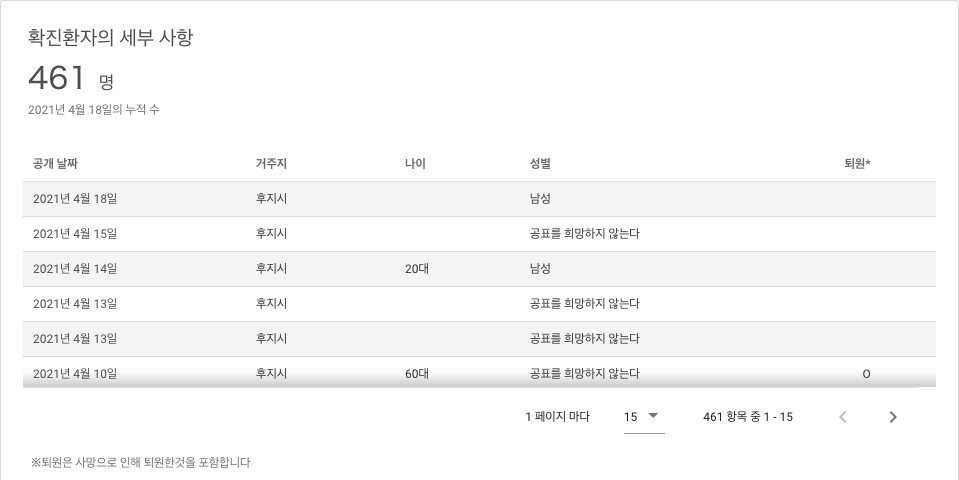 확진환자의 세부 사항
461 명
2021년 4월 18일의 누적 수
공개 날짜 거주지 나이 성별 퇴원*
2021년 4월 18일 후지시 남성
2021년 4월 15일 후지시 공표를 희망하지 않는다
2021년 4월 14일 후지시 20대 남성
2021년 4월 13일 후지시 공표를 희망하지 않는다
2021년 4월 13일 후지시 공표를 희망하지 않는다
2021년 4월 10일 후지시 60대 공표를 희망하지 않는다 O
1 페이지 마다 15 461 항목 중 1 - 15
※퇴원은 사망으로 인해 퇴원한것을 포함합니다